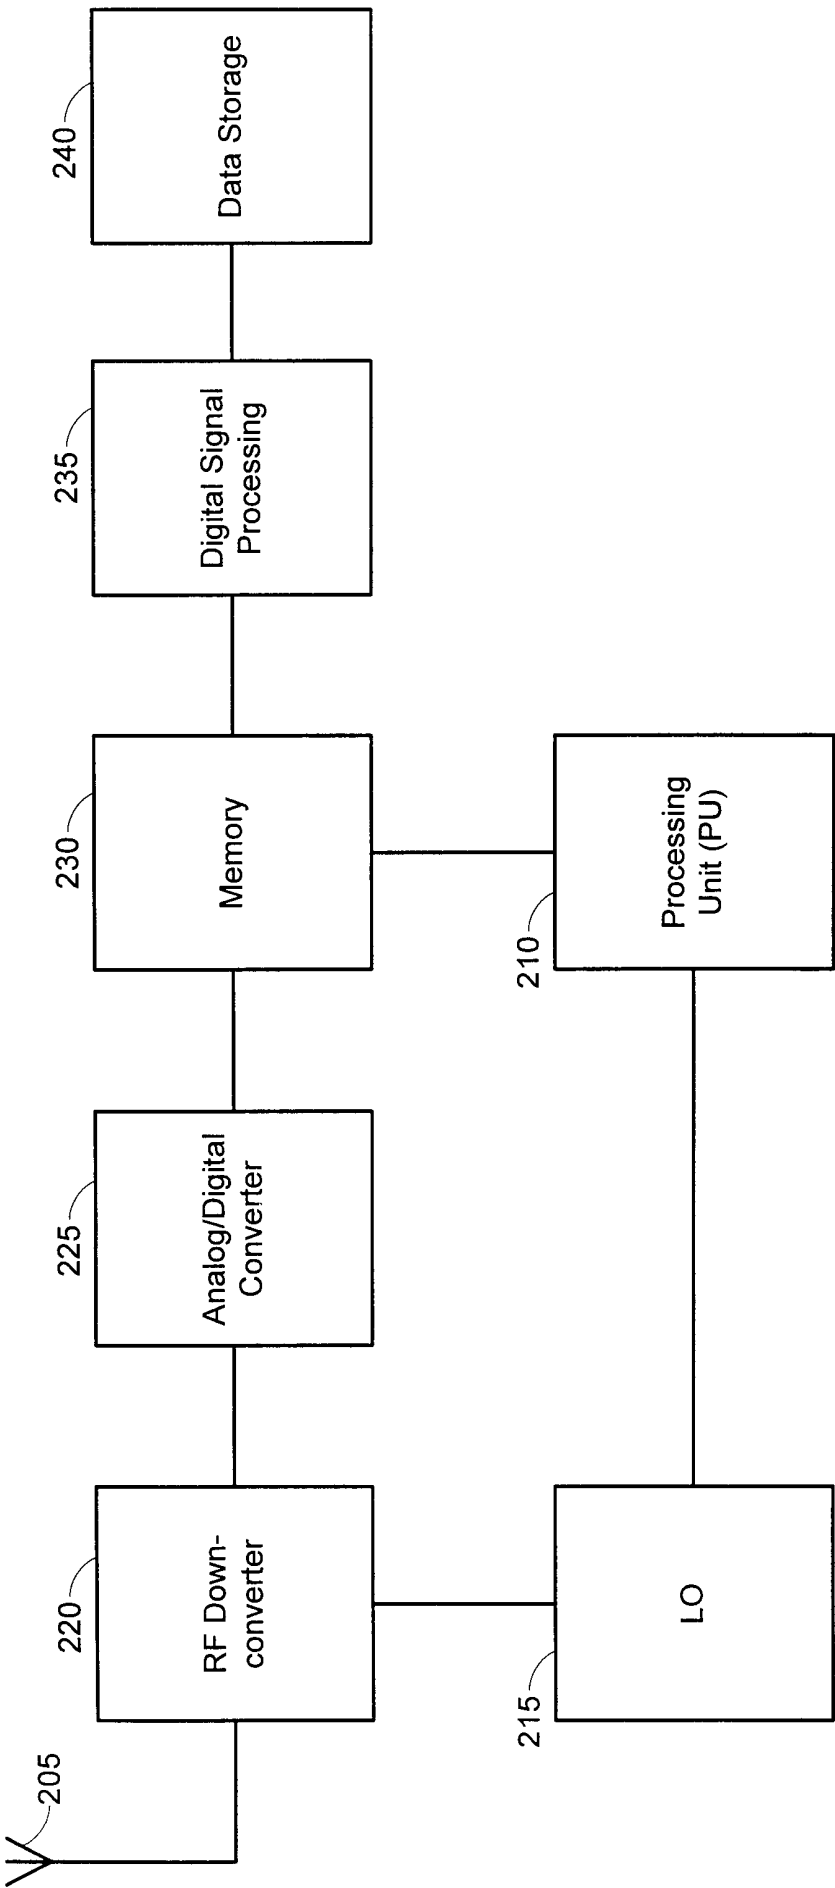 205
220
RF Down-
converter
225
Analog/Digital
Converter
230
Memory
235
Digital Signal
Processing
240
Data Storage
215
LO
210
Processing
Unit (PU)